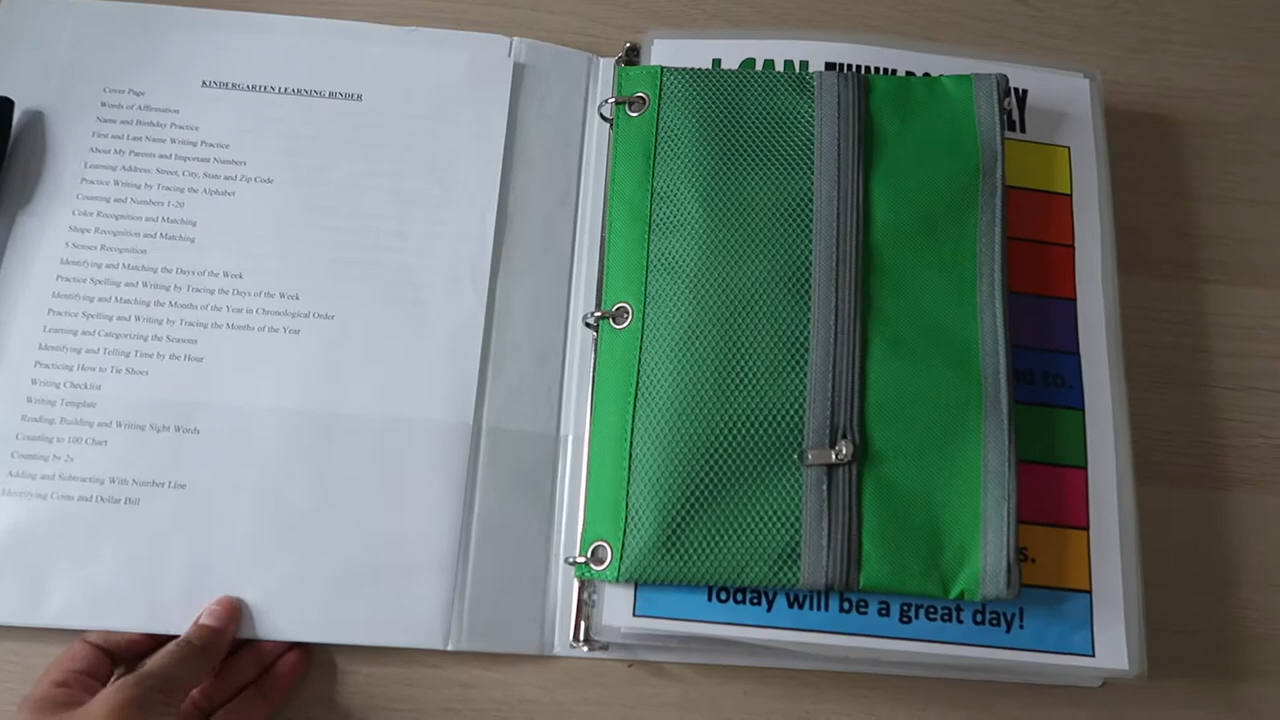 KINDERGARTEN LEARNING BINDER
Cover Page
Words of Affirmation
Name and Birthday Practice
First and Last Name Writing Practice
About My Parents and Important Numbers
Learning Address: Street, City, State and Zip Code
Practice Writing by Tracing the Alphabet
Counting and Numbers 1-20
Color Recognition and Matching
Shape Recognition and Matching
5 Senses Recognition
Identifying and Matching the Days of the Week
Practice Spelling and Writing by Tracing the Days of the Week
Identifying and Matching the Months of the Year in Chronological Order
Practice Spelling and Writing by Tracing the Months of the Year
Learning and Categorizing the Seasons
Identifying and Telling Time by the Hour
Practicing How to Tie Shoes
Writing Checklist
Writing Template
Reading, Building and Writing Sight Words
Counting to 100 Chart
Counting by 2s
Adding and Subtracting With Number Line
Identifying Coins and Dollar Bill
I CAN THINK
LY
to.
s.
Today will be a great day!